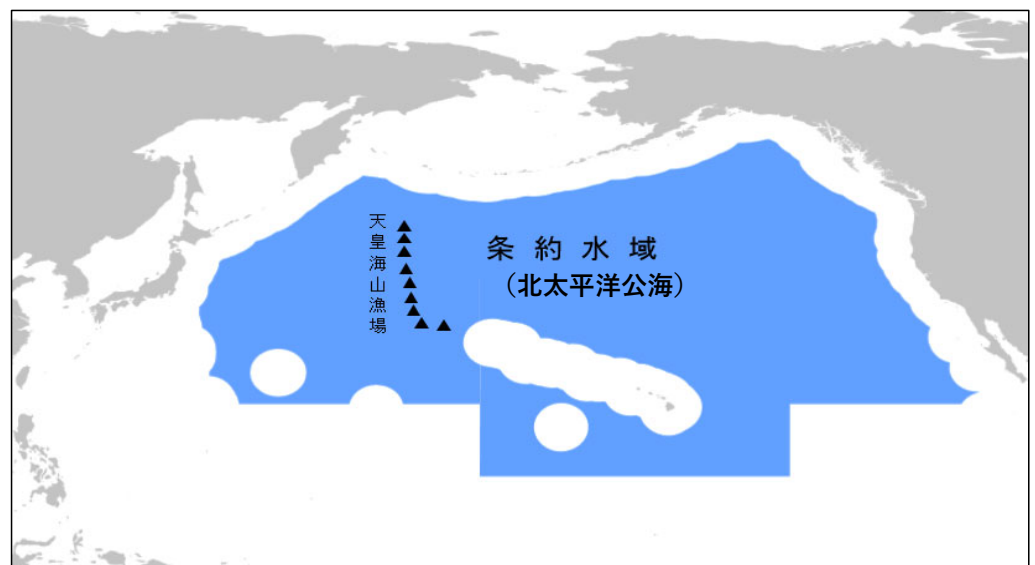 天皇海山漁場
条約水域
（北太平洋公海）